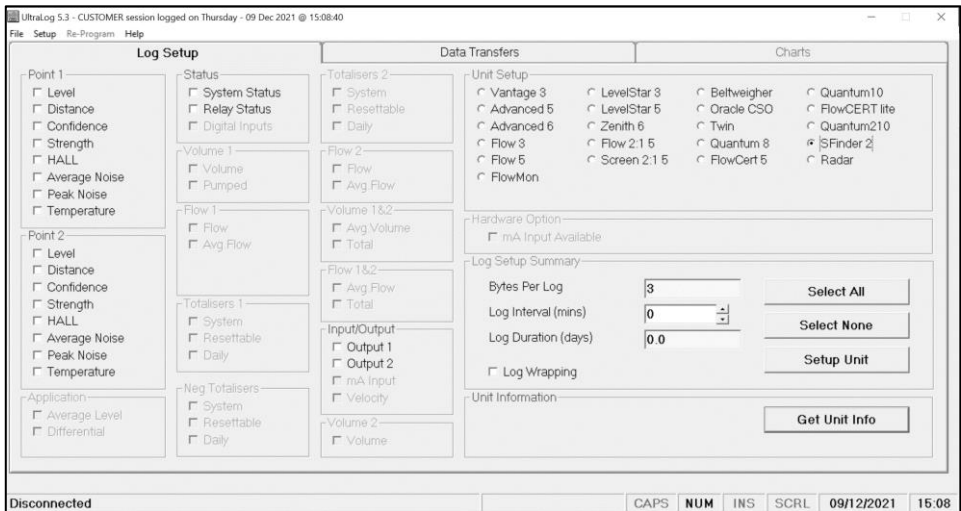 UltraLog 5.3 - CUSTOMER session logged on Thursday - 09 Dec 2021 @ 15:08:40
File Setup Re-Program Help
Log Setup
Data Transfers
Charts
Point 1
Level
Distance
Confidence
Strength
HALL
Average Noise
Peak Noise
Temperature
Point 2
Level
Distance
Confidence
Strength
HALL
Average Noise
Peak Noise
Temperature
Application
Average Level
Differential
Status
System Status
Relay Status
Digital Inputs
Volume 1
Volume
Pumped
Flow 1
Flow
Avg.Flow
Totalisers 1
System
Resettable
Daily
Neg Totalisers
System
Resettable
Daily
Totalisers 2
System
Resettable
Daily
Flow 2
Flow
Avg.Flow
Volume 1&2
Avg.Volume
Total
Flow 1&2
Avg.Flow
Total
Input/Output
Output 1
Output 2
mA Input
Velocity
Volume 2
Volume
Unit Setup
Vantage 3
Advanced 5
Advanced 6
Flow 3
Flow 5
FlowMon
LevelStar 3
LevelStar 5
Zenith 6
Flow 2:1 5
Screen 2:1 5
Beltweigher
Oracle CSO
Twin
Quantum 8
FlowCert 5
Quantum10
FlowCERT lite
Quantum210
SFinder 2
Radar
Hardware Option
mA Input Available
Log Setup Summary
Bytes Per Log 3
Log Interval (mins) 0
Log Duration (days) 0.0
Log Wrapping
Select All
Select None
Setup Unit
Unit Information
Get Unit Info
Disconnected CAPS NUM INS SCRL 09/12/2021 15:08